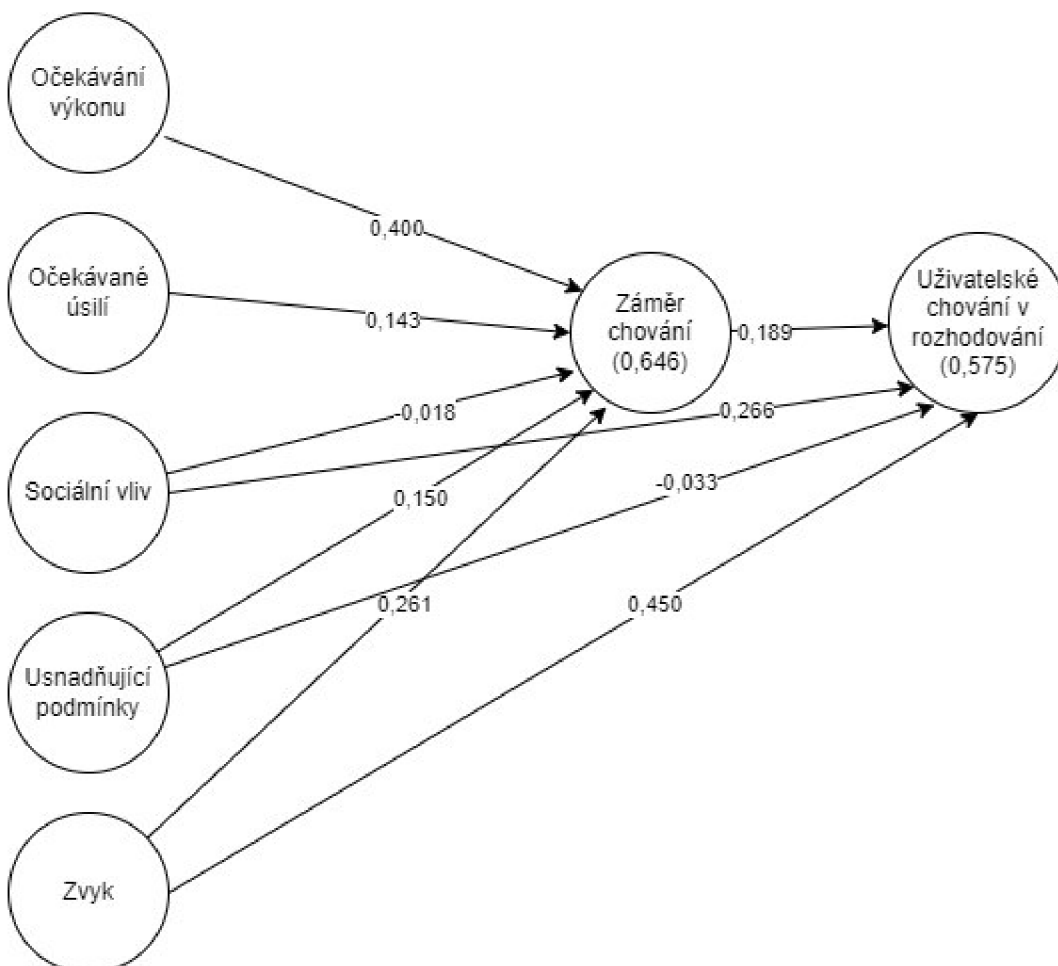 Očekávání
výkonu
0,400
Očekávané
úsilí
0,143
Záměr
chování
(0,646)
0,189
Uživatelské
chování v
rozhodování
(0,575)
-0,018
0,266
Sociální vliv
0,150
-0,033
0,261
0,450
Usnadňující
podmínky
Zvyk